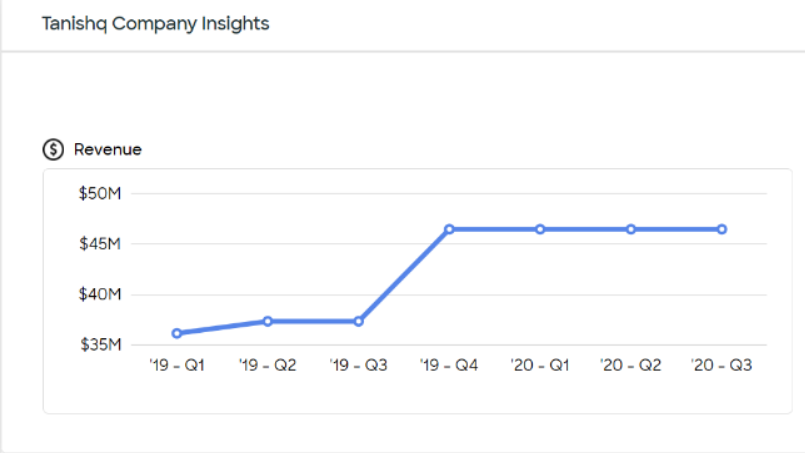 Tanishq Company Insights
$ Revenue
$50M
$45M
$40M
$35M
'19 - Q1 '19 - Q2 '19 - Q3 '19 - Q4 '20 - Q1 '20 - Q2 '20 - Q3